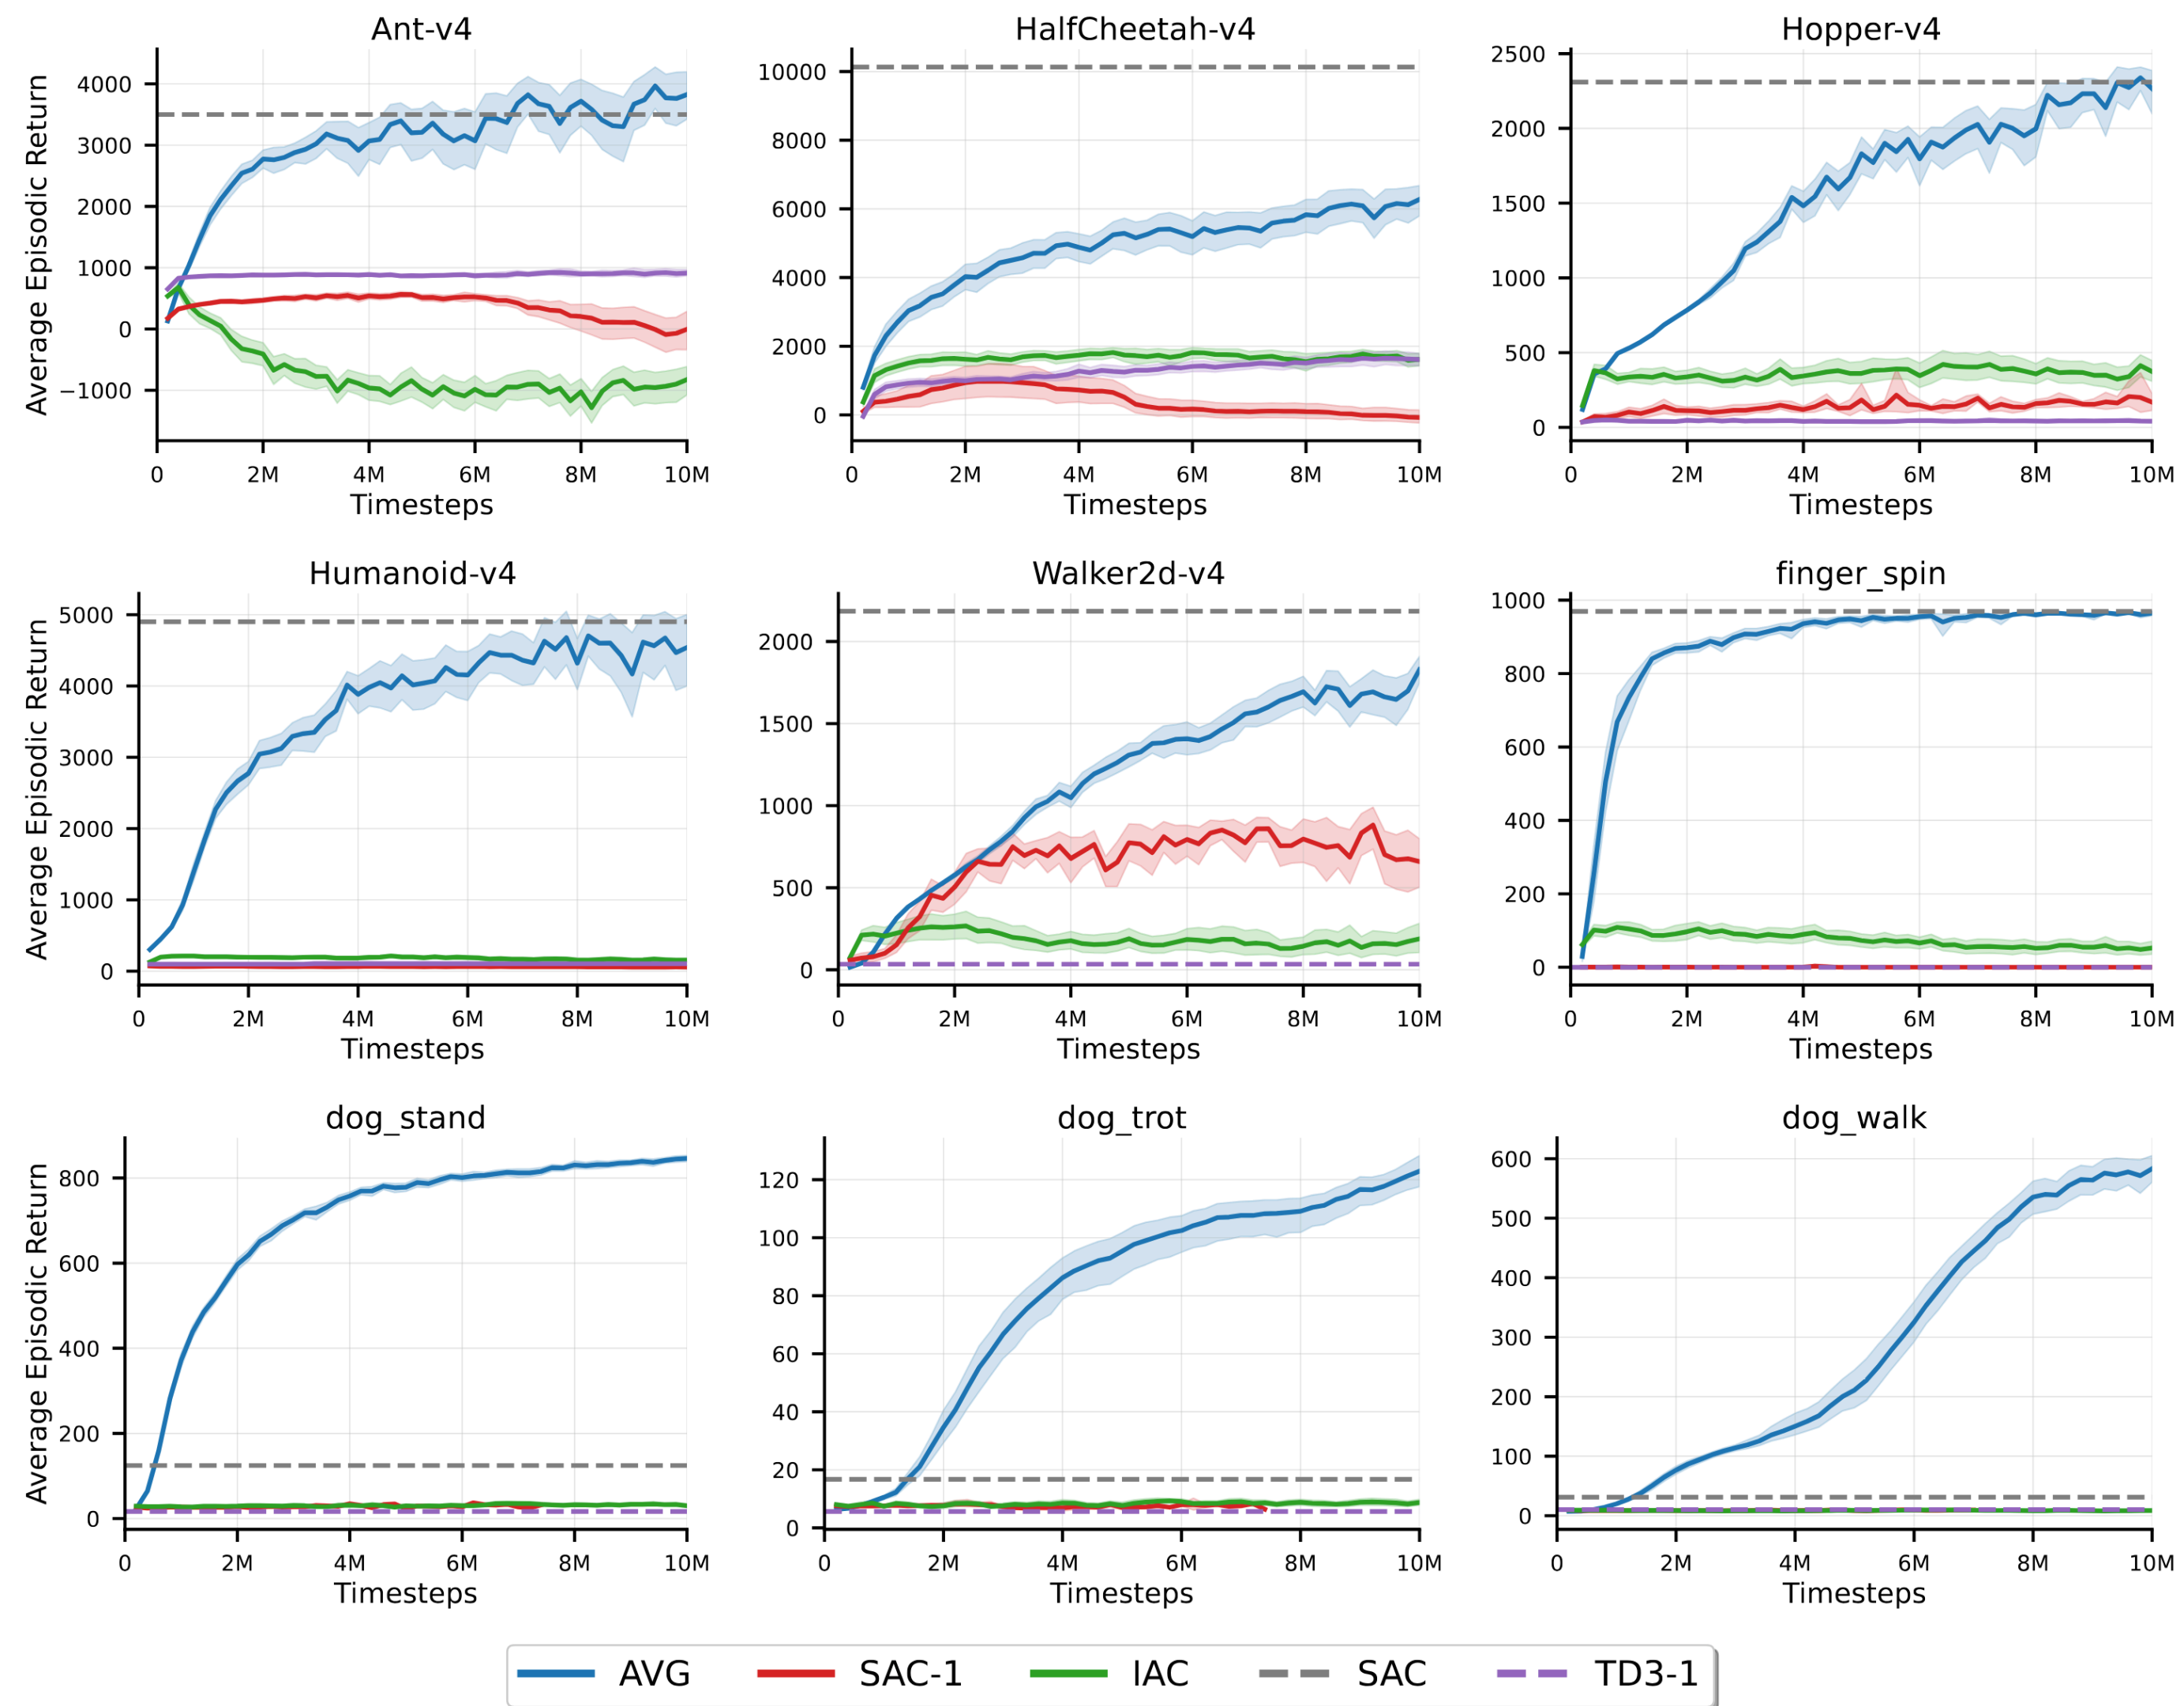 Ant-v4
HalfCheetah-v4
Hopper-v4
Average Episodic Return
4000
3000
2000
1000
0
−1000
0 2M 4M 6M 8M 10M
Timesteps
10000
8000
6000
4000
2000
0
0 2M 4M 6M 8M 10M
Timesteps
2500
2000
1500
1000
500
0
0 2M 4M 6M 8M 10M
Timesteps
Humanoid-v4
Walker2d-v4
finger_spin
Average Episodic Return
5000
4000
3000
2000
1000
0
0 2M 4M 6M 8M 10M
Timesteps
2000
1500
1000
500
0
0 2M 4M 6M 8M 10M
Timesteps
1000
800
600
400
200
0
0 2M 4M 6M 8M 10M
Timesteps
dog_stand
dog_trot
dog_walk
Average Episodic Return
800
600
400
200
0
0 2M 4M 6M 8M 10M
Timesteps
120
100
80
60
40
20
0
0 2M 4M 6M 8M 10M
Timesteps
600
500
400
300
200
100
0
0 2M 4M 6M 8M 10M
Timesteps
AVG SAC-1 IAC SAC TD3-1